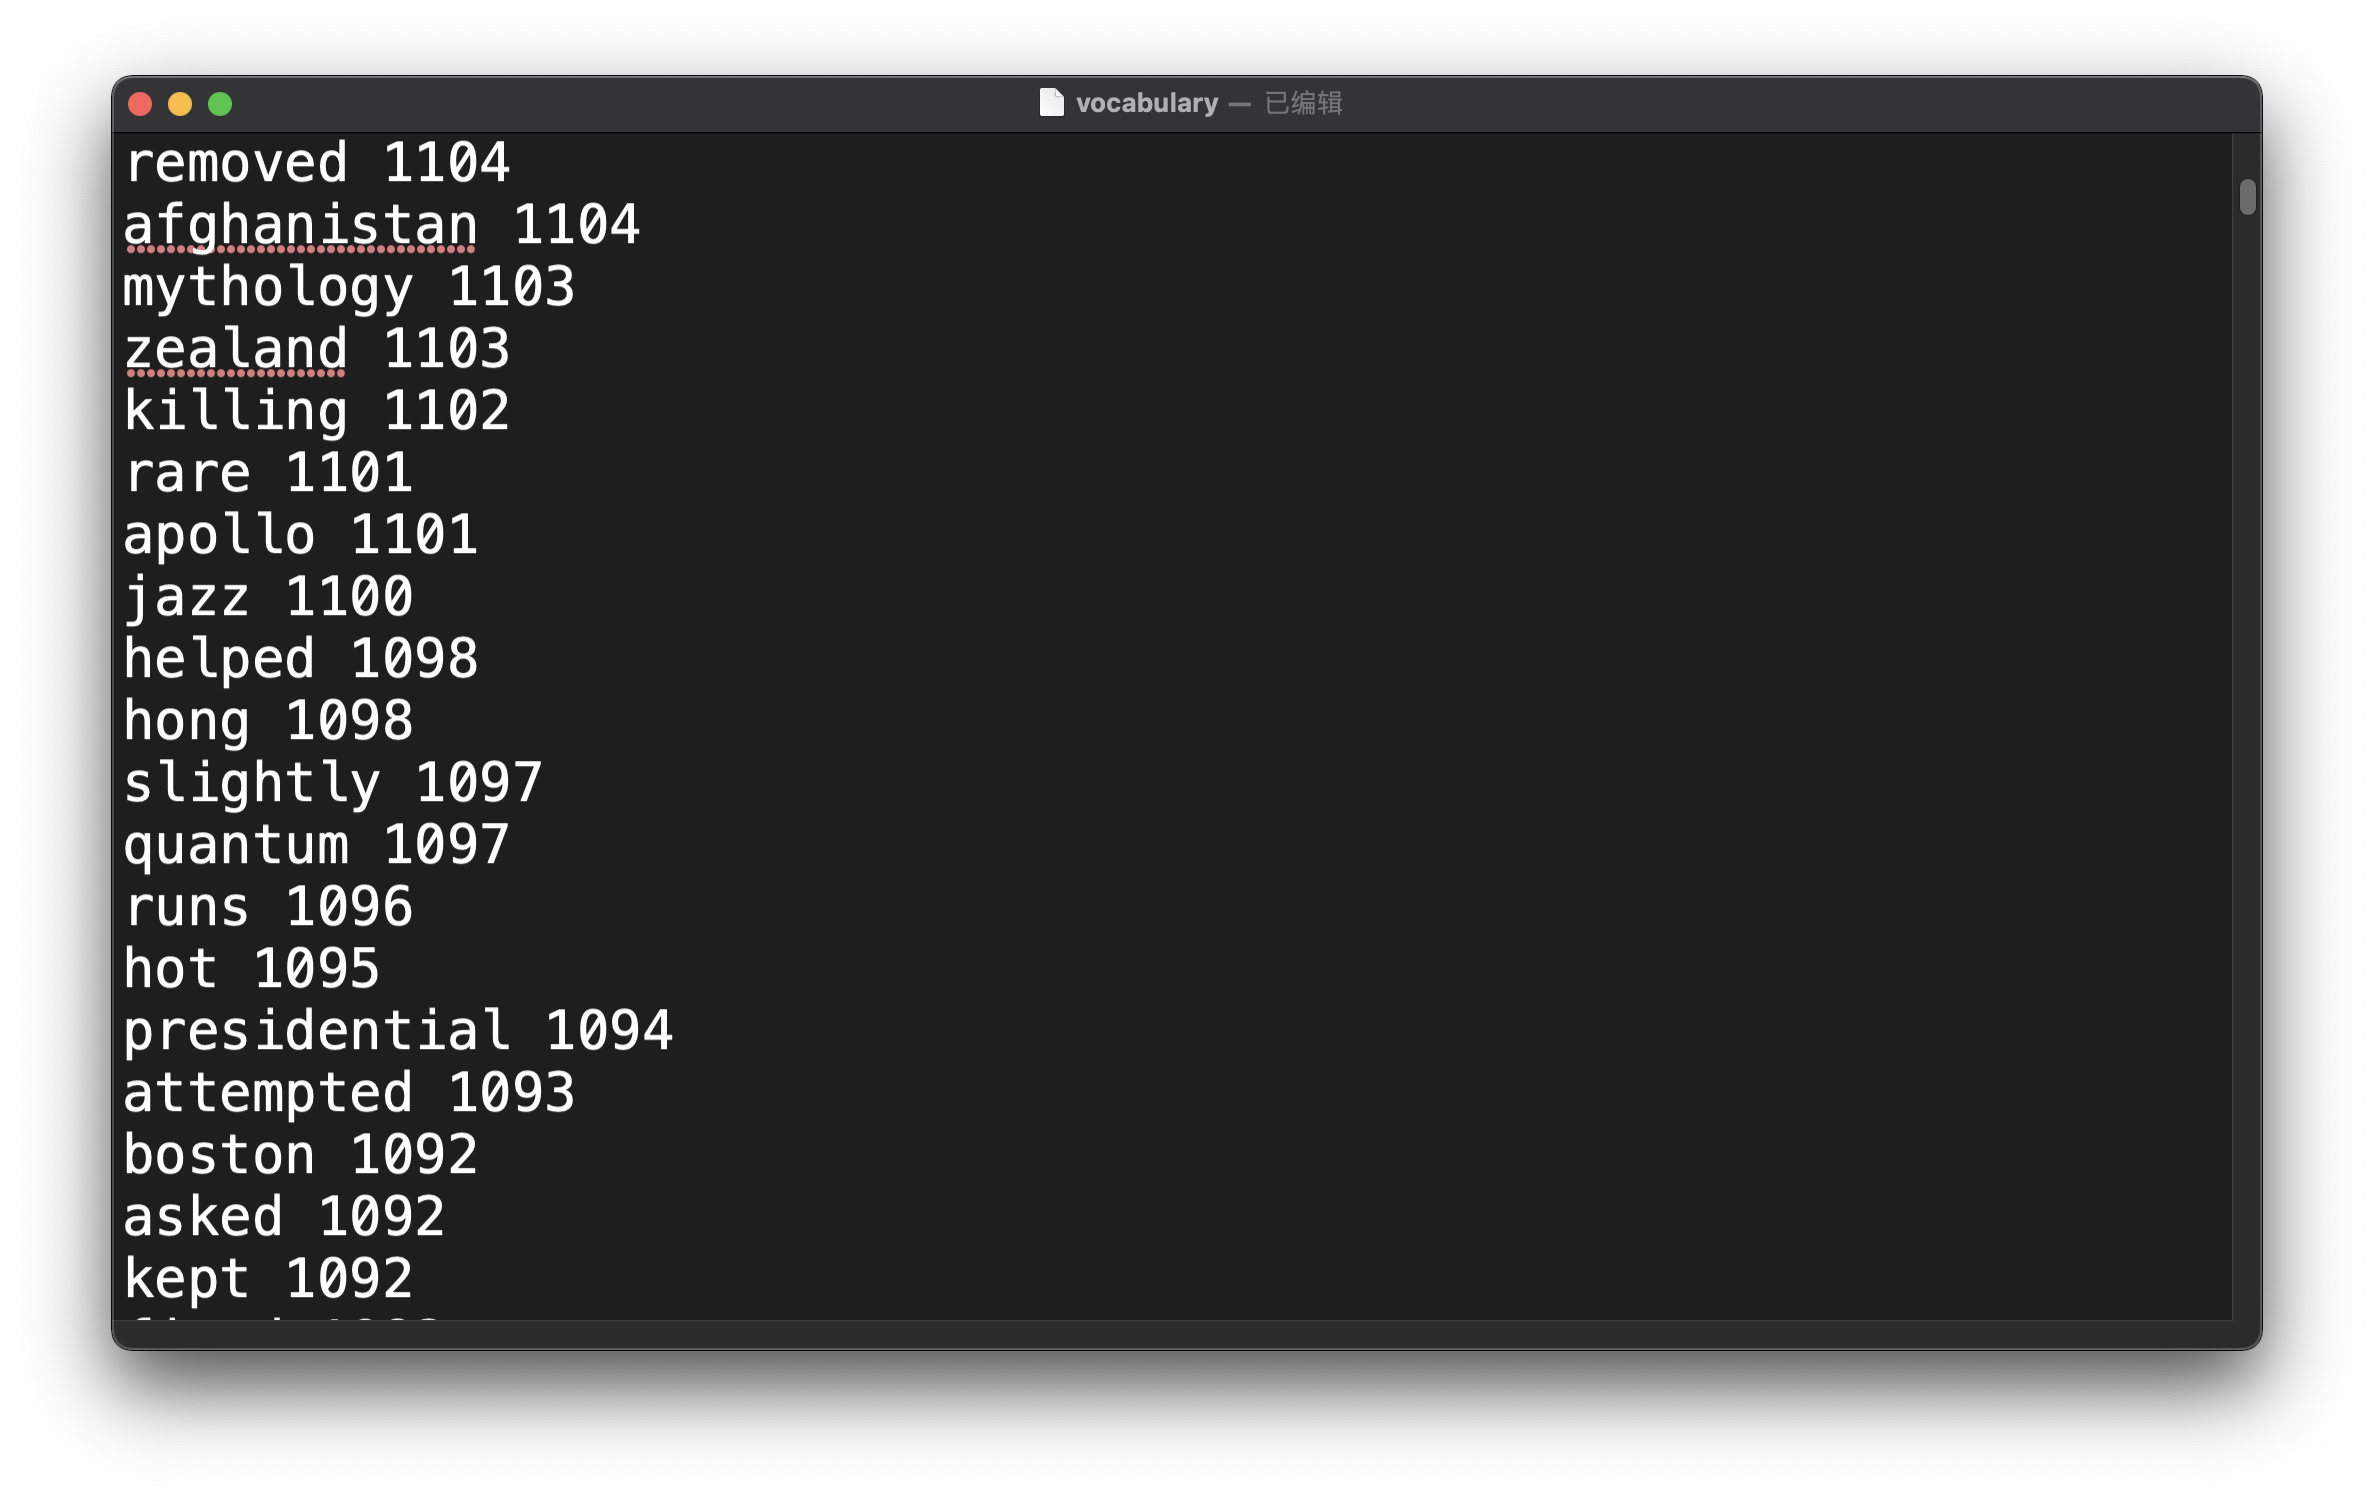 vocabulary — 已编辑
removed 1104
afghanistan 1104
mythology 1103
zealand 1103
killing 1102
rare 1101
apollo 1101
jazz 1100
helped 1098
hong 1098
slightly 1097
quantum 1097
runs 1096
hot 1095
presidential 1094
attempted 1093
boston 1092
asked 1092
kept 1092